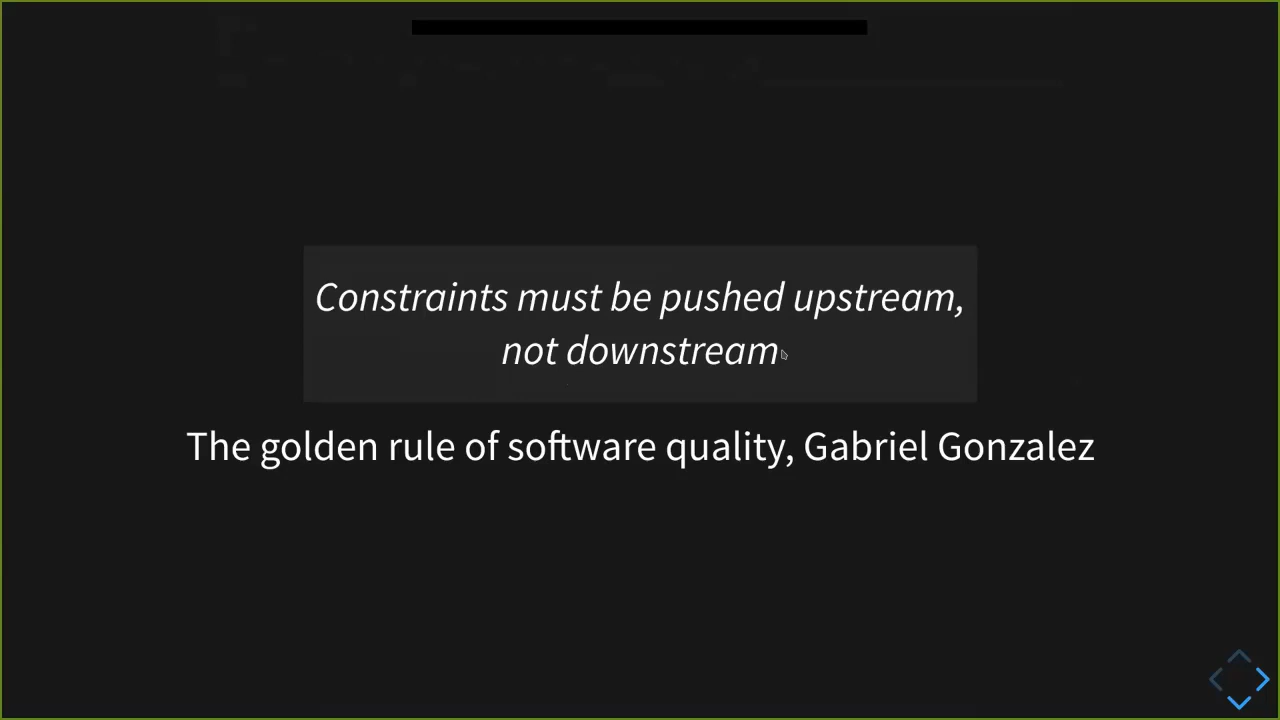 Constraints must be pushed upstream,
not downstream
The golden rule of software quality, Gabriel Gonzalez